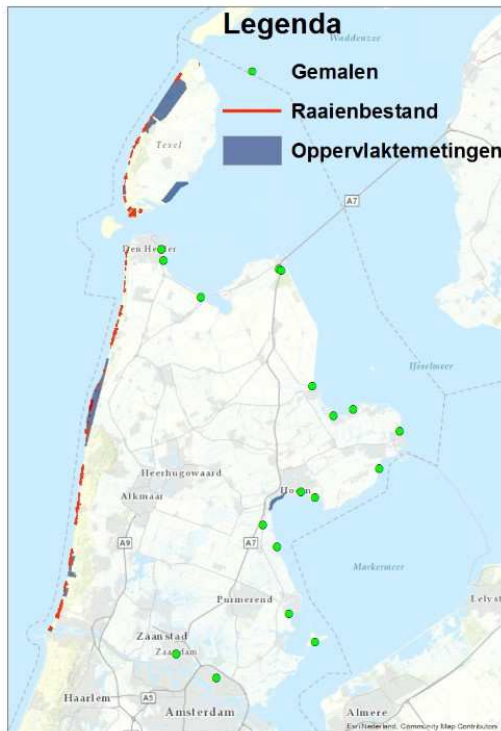 Legenda
Waddenzee
Gemalen
Raaienbestand
Texel
Oppervlaktemetingen
A7
Den Helder
IJsselmeer
Heerhugowaard
Hoorn
Alkmaar
A9
A7
Markermeer
Purmerend
Lelyst
Zaanstad
Zaandam
Haarlem
A5
Amsterdam
Almere
Esri Nederland, Community Map Contributors